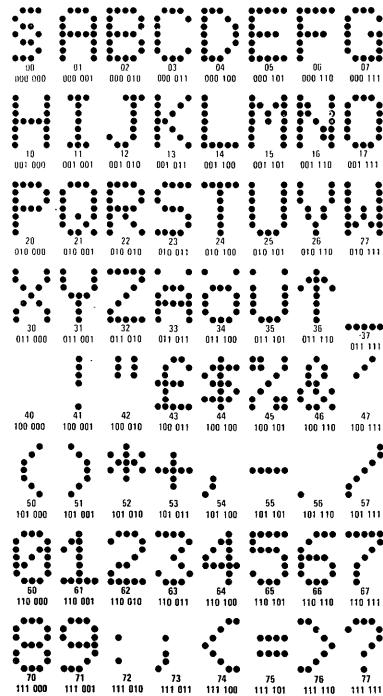 § A B C D E F G
00 01 02 03 04 05 06 07
000 000 000 001 000 010 000 011 000 100 000 101 000 110 000 111
H I J K L M N O
10 11 12 13 14 15 16 17
001 000 001 001 001 010 001 011 001 100 001 101 001 110 001 111
P Q R S T U V W
20 21 22 23 24 25 26 77
010 000 010 001 010 010 010 011 010 100 010 101 010 110 010 111
X Y Z Ä Ö Ü ↑ _
30 31 32 33 34 35 36 -37
011 000 011 001 011 010 011 011 011 100 011 101 011 110 011 111
! " £ $ % & '
40 41 42 43 44 45 46 47
100 000 100 001 100 010 100 011 100 100 100 101 100 110 100 111
( ) * + , - . /
50 51 52 53 54 55 56 57
101 000 101 001 101 010 101 011 101 100 101 101 101 110 101 111
0 1 2 3 4 5 6 7
60 61 62 63 64 65 66 67
110 000 110 001 110 010 110 011 110 100 110 101 110 110 110 111
8 9 : ; < = > ?
70 71 72 73 74 75 76 77
111 000 111 001 111 010 111 011 111 100 111 101 111 110 111 111